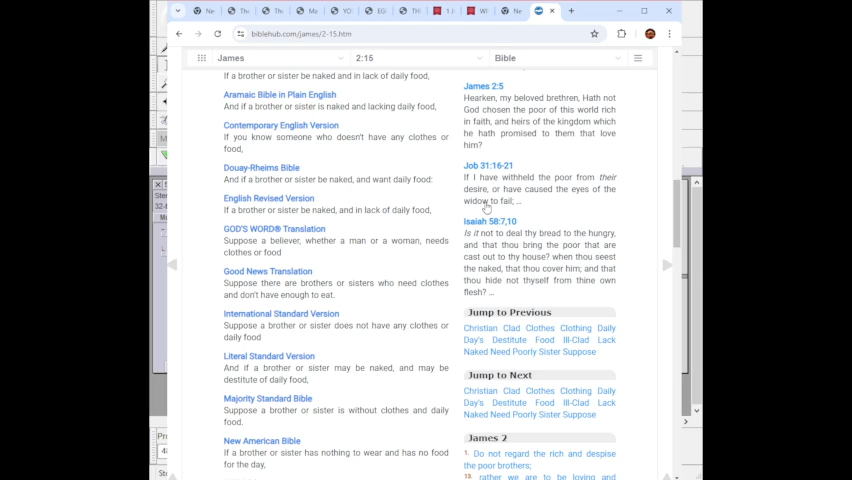 Ne
The
Thi
Ma
YO
EG
TH
1 J
WI
Ne
biblehub.com/james/2-15.htm
James
2:15
Bible
If a brother or sister be naked and in lack of daily food,
Aramaic Bible in Plain English
And if a brother or sister is naked and lacking daily food,
Contemporary English Version
If you know someone who doesn't have any clothes or
food,
Douay-Rheims Bible
And if a brother or sister be naked, and want daily food:
English Revised Version
If a brother or sister be naked, and in lack of daily food,
GOD'S WORD® Translation
Suppose a believer, whether a man or a woman, needs
clothes or food
Good News Translation
Suppose there are brothers or sisters who need clothes
and don't have enough to eat.
International Standard Version
Suppose a brother or sister does not have any clothes or
daily food
Literal Standard Version
And if a brother or sister may be naked, and may be
destitute of daily food,
Majority Standard Bible
Suppose a brother or sister is without clothes and daily
food.
New American Bible
If a brother or sister has nothing to wear and has no food
for the day,
James 2:5
Hearken, my beloved brethren, Hath not
God chosen the poor of this world rich
in faith, and heirs of the kingdom which
he hath promised to them that love
him?
Job 31:16-21
If I have withheld the poor from their
desire, or have caused the eyes of the
widow to fail; ...
Isaiah 58:7,10
Is it not to deal thy bread to the hungry,
and that thou bring the poor that are
cast out to thy house? when thou seest
the naked, that thou cover him; and that
thou hide not thyself from thine own
flesh? ...
Jump to Previous
Christian Clad Clothes Clothing Daily
Day's Destitute Food Ill-Clad Lack
Naked Need Poorly Sister Suppose
Jump to Next
Christian Clad Clothes Clothing Daily
Day's Destitute Food Ill-Clad Lack
Naked Need Poorly Sister Suppose
James 2
1. Do not regard the rich and despise
the poor brothers;
13. rather we are to be loving and